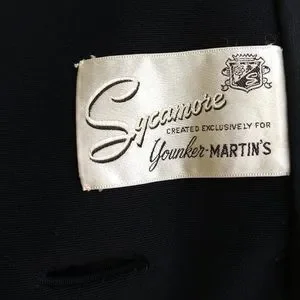 Sycamore
CREATED EXCLUSIVELY FOR
Younker-MARTIN'S